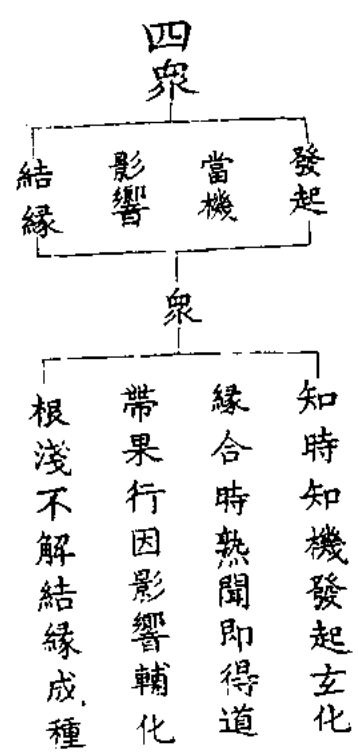 四衆
發起
當機
影響
結緣
衆
知時知機發起玄化
緣合時熟聞即得道
帶果行因影響輔化
根淺不解結緣成種